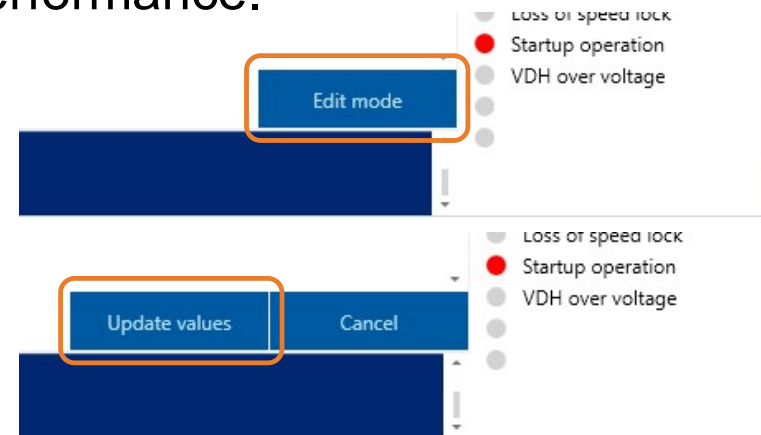 erformance.
Loss of speed lock
Startup operation
Edit mode
VDH over voltage
Loss of speed lock
Startup operation
VDH over voltage
Update values
Cancel